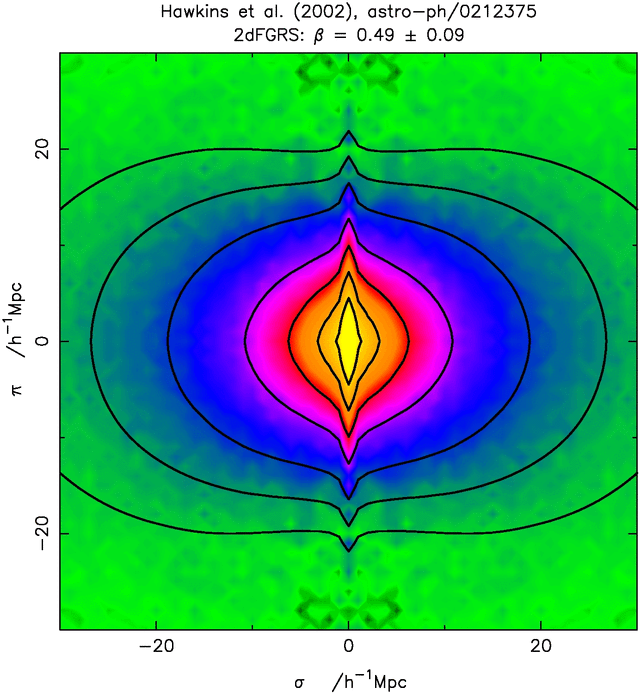 Hawkins et al. (2002), astro-ph/0212375
2dFGRS: β = 0.49 ± 0.09
20
0
−20
π /h⁻¹Mpc
−20 0 20
σ /h⁻¹Mpc